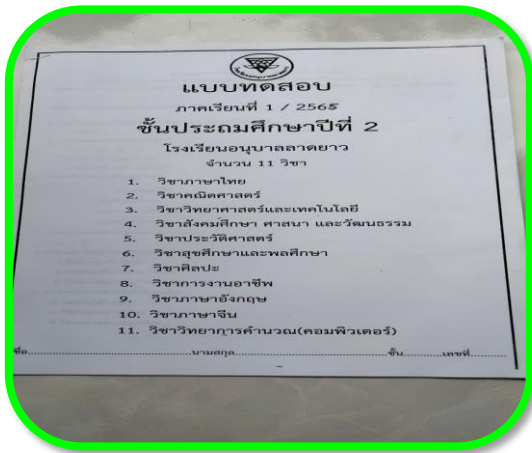 แบบทดสอบ
ภาคเรียนที่ 1 / 2565
ชั้นประถมศึกษาปีที่ 2
โรงเรียนอนุบาลลาดยาว
จำนวน 11 วิชา
1. วิชาภาษาไทย
2. วิชาคณิตศาสตร์
3. วิชาวิทยาศาสตร์และเทคโนโลยี
4. วิชาสังคมศึกษา ศาสนา และวัฒนธรรม
5. วิชาประวัติศาสตร์
6. วิชาสุขศึกษาและพลศึกษา
7. วิชาศิลปะ
8. วิชาการงานอาชีพ
9. วิชาภาษาอังกฤษ
10. วิชาภาษาจีน
11. วิชาวิทยาการคำนวณ(คอมพิวเตอร์)
ชื่อ.......................................นามสกุล.......................................ชั้น..........เลขที่..........